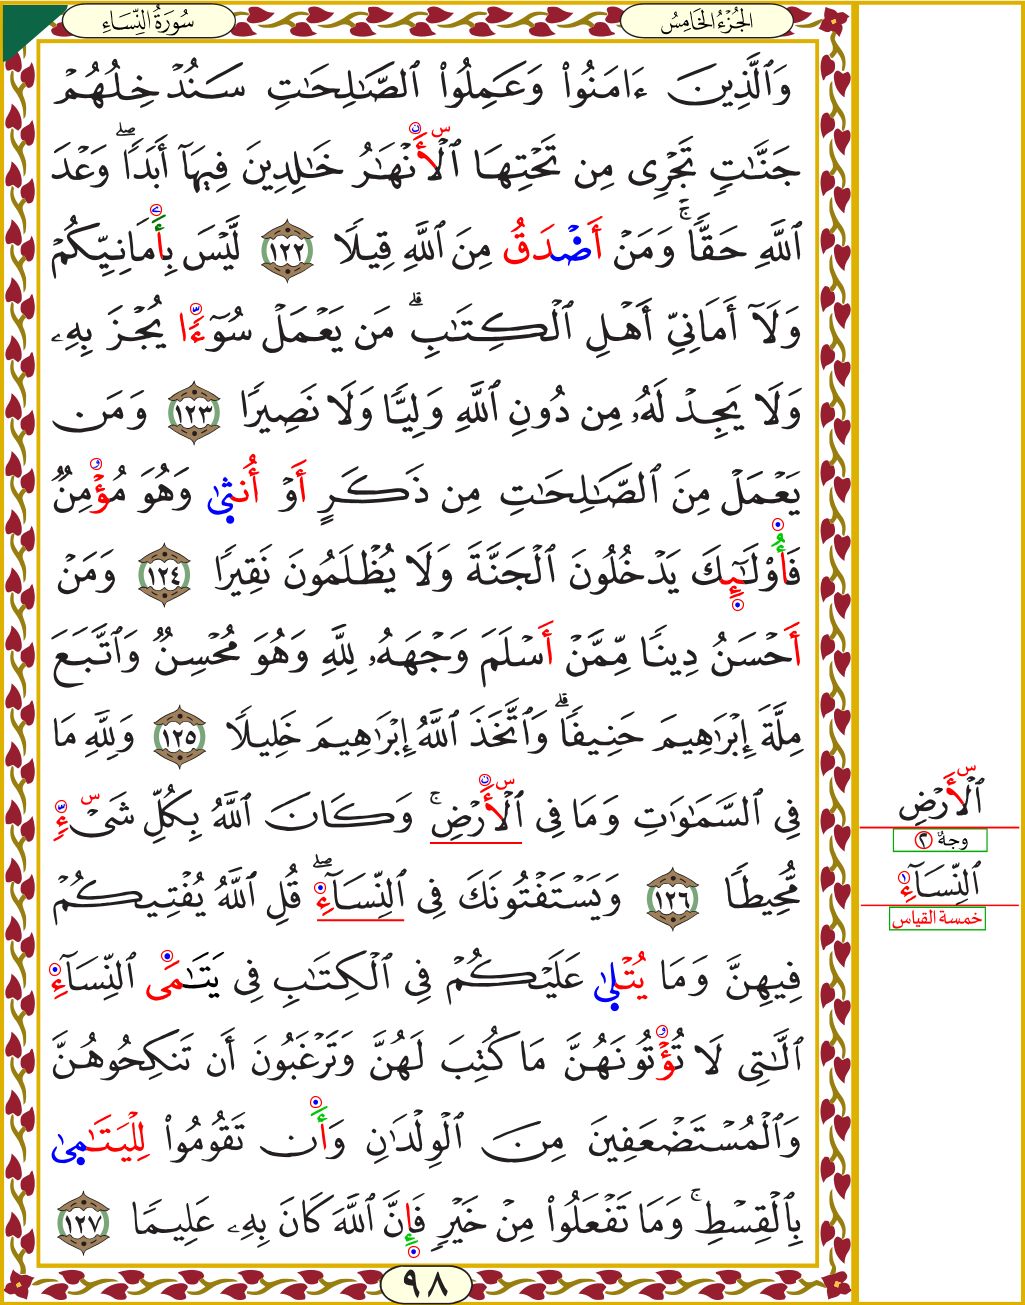 الجُزْءُ الخَامِسُ
سُورَةُ النِّسَاءِ
وَٱلَّذِينَ ءَامَنُوا۟ وَعَمِلُوا۟ ٱلصَّٰلِحَٰتِ سَنُدْخِلُهُمْ
جَنَّٰتٍ تَجْرِى مِن تَحْتِهَا ٱلْأَنْهَٰرُ خَٰلِدِينَ فِيهَآ أَبَدًا ۖ وَعْدَ
ٱللَّهِ حَقًّا ۚ وَمَنْ أَصْدَقُ مِنَ ٱللَّهِ قِيلًا ١٢٢ لَّيْسَ بِأَمَانِيِّكُمْ
وَلَآ أَمَانِىِّ أَهْلِ ٱلْكِتَٰبِ ۗ مَن يَعْمَلْ سُوٓءًا يُجْزَ بِهِۦ
وَلَا يَجِدْ لَهُۥ مِن دُونِ ٱللَّهِ وَلِيًّا وَلَا نَصِيرًا ١٢٣ وَمَن
يَعْمَلْ مِنَ ٱلصَّٰلِحَٰتِ مِن ذَكَرٍ أَوْ أُنثَىٰ وَهُوَ مُؤْمِنٌ
فَأُو۟لَٰٓئِكَ يَدْخُلُونَ ٱلْجَنَّةَ وَلَا يُظْلَمُونَ نَقِيرًا ١٢٤ وَمَنْ
أَحْسَنُ دِينًا مِّمَّنْ أَسْلَمَ وَجْهَهُۥ لِلَّهِ وَهُوَ مُحْسِنٌ وَٱتَّبَعَ
مِلَّةَ إِبْرَٰهِيمَ حَنِيفًا ۗ وَٱتَّخَذَ ٱللَّهُ إِبْرَٰهِيمَ خَلِيلًا ١٢٥ وَلِلَّهِ مَا
فِى ٱلسَّمَٰوَٰتِ وَمَا فِى ٱلْأَرْضِ ۚ وَكَانَ ٱللَّهُ بِكُلِّ شَىْءٍ
مُّحِيطًا ١٢٦ وَيَسْتَفْتُونَكَ فِى ٱلنِّسَآءِ ۖ قُلِ ٱللَّهُ يُفْتِيكُمْ
فِيهِنَّ وَمَا يُتْلَىٰ عَلَيْكُمْ فِى ٱلْكِتَٰبِ فِى يَتَٰمَى ٱلنِّسَآءِ
ٱلَّٰتِى لَا تُؤْتُونَهُنَّ مَا كُتِبَ لَهُنَّ وَتَرْغَبُونَ أَن تَنكِحُوهُنَّ
وَٱلْمُسْتَضْعَفِينَ مِنَ ٱلْوِلْدَٰنِ وَأَن تَقُومُوا۟ لِلْيَتَٰمَىٰ
بِٱلْقِسْطِ ۚ وَمَا تَفْعَلُوا۟ مِنْ خَيْرٍ فَإِنَّ ٱللَّهَ كَانَ بِهِۦ عَلِيمًا ١٢٧
٩٨
ٱلْأَرْضِ
وجهٌ ٢
ٱلنِّسَآءِ
خمسة القياس